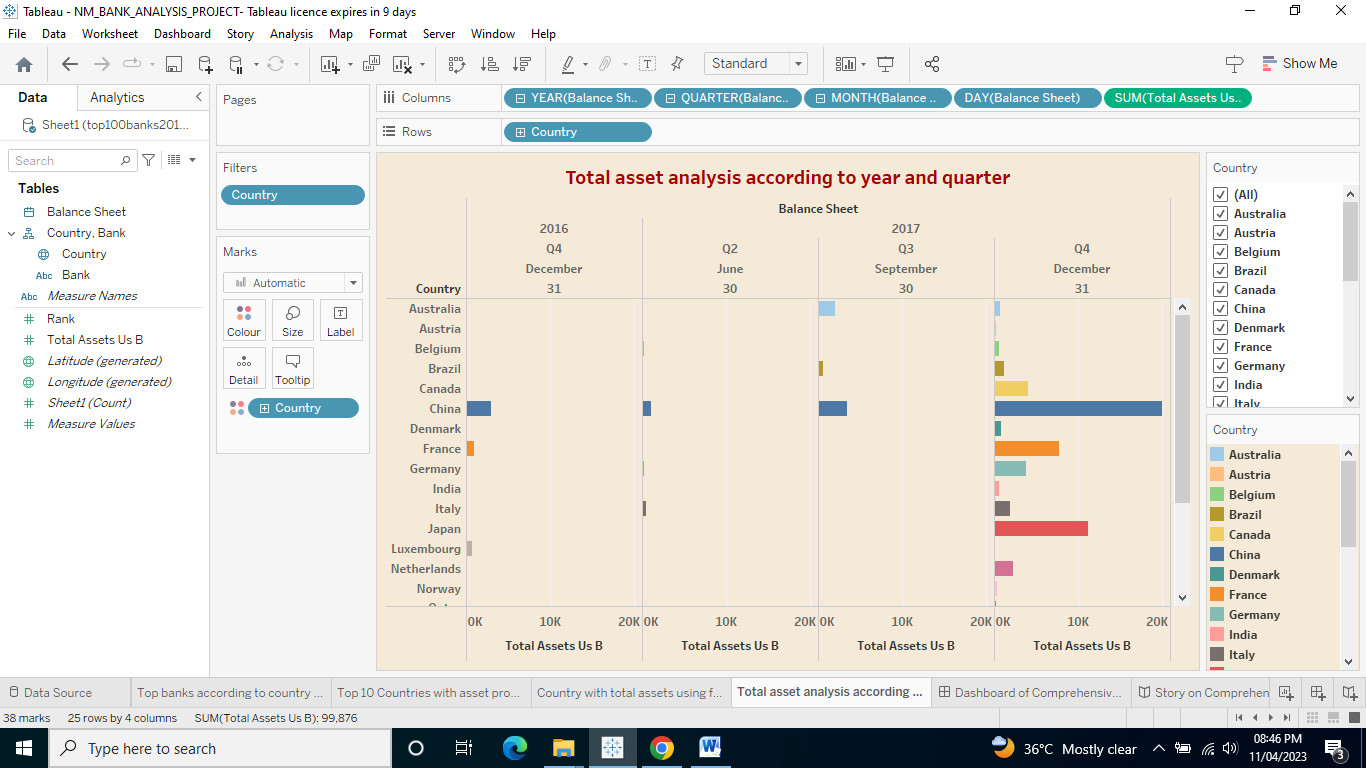 Tableau - NM_BANK_ANALYSIS_PROJECT- Tableau licence expires in 9 days
File Data Worksheet Dashboard Story Analysis Map Format Server Window Help
Standard
Show Me
Data Analytics
Sheet1 (top100banks201...
Search
Tables
Balance Sheet
Country, Bank
Country
Abc Bank
Abc Measure Names
Rank
Total Assets Us B
Latitude (generated)
Longitude (generated)
Sheet1 (Count)
Measure Values
Pages
Filters
Country
Marks
Automatic
Colour Size Label
Detail Tooltip
Country
Columns YEAR(Balance Sh.. QUARTER(Balanc.. MONTH(Balance .. DAY(Balance Sheet) SUM(Total Assets Us..
Rows Country
Total asset analysis according to year and quarter
Balance Sheet
2016 2017
Q4 Q2 Q3 Q4
December June September December
Country 31 30 30 31
Australia
Austria
Belgium
Brazil
Canada
China
Denmark
France
Germany
India
Italy
Japan
Luxembourg
Netherlands
Norway
0K 10K 20K 0K 10K 20K 0K 10K 20K 0K 10K 20K
Total Assets Us B Total Assets Us B Total Assets Us B Total Assets Us B
Country
(All)
Australia
Austria
Belgium
Brazil
Canada
China
Denmark
France
Germany
India
Italy
Country
Australia
Austria
Belgium
Brazil
Canada
China
Denmark
France
Germany
India
Italy
Data Source Top banks according to country ... Top 10 Countries with asset pro... Country with total assets using f... Total asset analysis according ... Dashboard of Comprehensiv... Story on Comprehen
38 marks 25 rows by 4 columns SUM(Total Assets Us B): 99.876
Type here to search
36°C Mostly clear
08:46 PM
11/04/2023
3